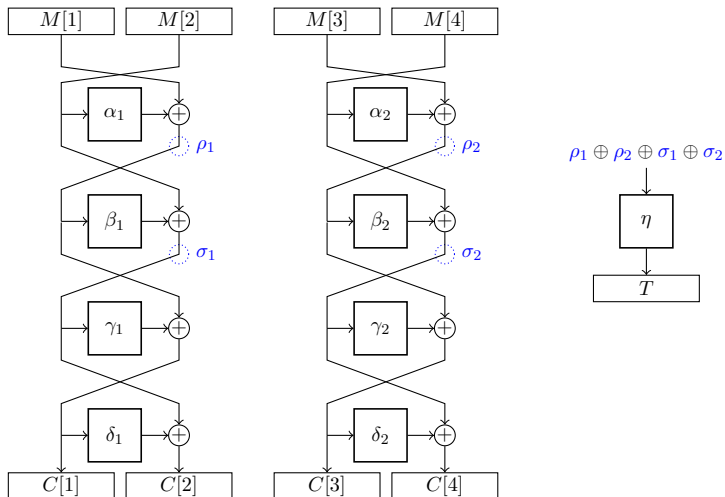 M[1] M[2] M[3] M[4]
α₁ α₂
ρ₁ ρ₂ ρ₁ ⊕ ρ₂ ⊕ σ₁ ⊕ σ₂
β₁ β₂ η
σ₁ σ₂
T
γ₁ γ₂
δ₁ δ₂
C[1] C[2] C[3] C[4]